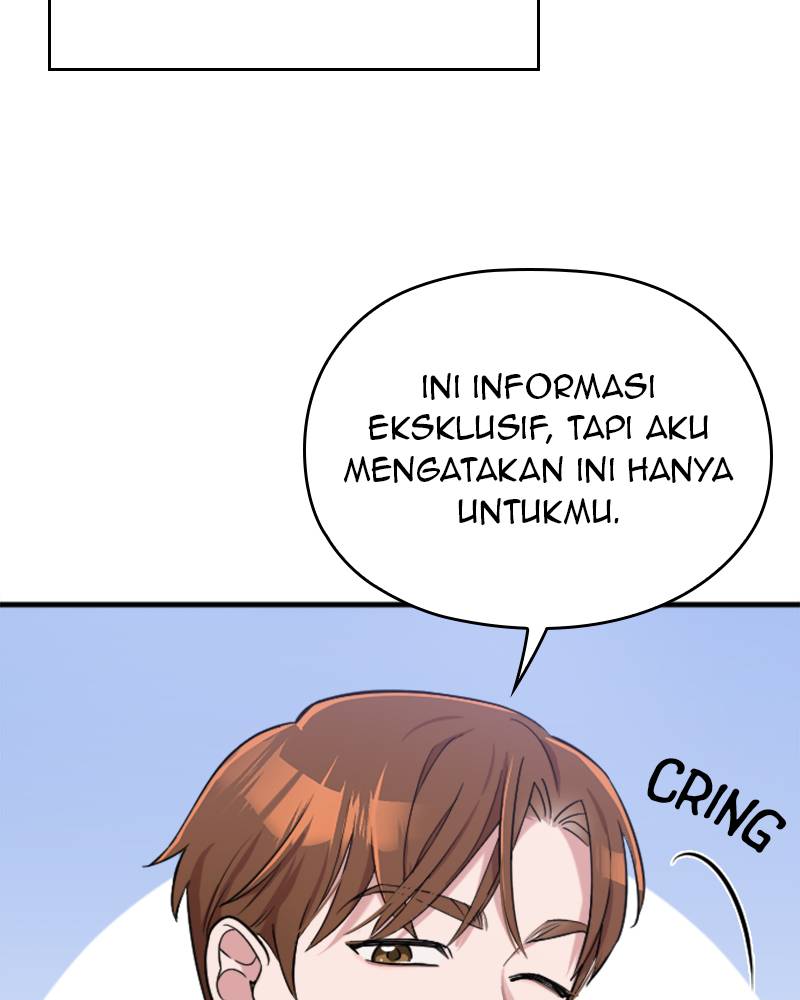 INI INFORMASI
EKSKLUSIF, TAPI AKU
MENGATAKAN INI HANYA
UNTUKMU.
CRING